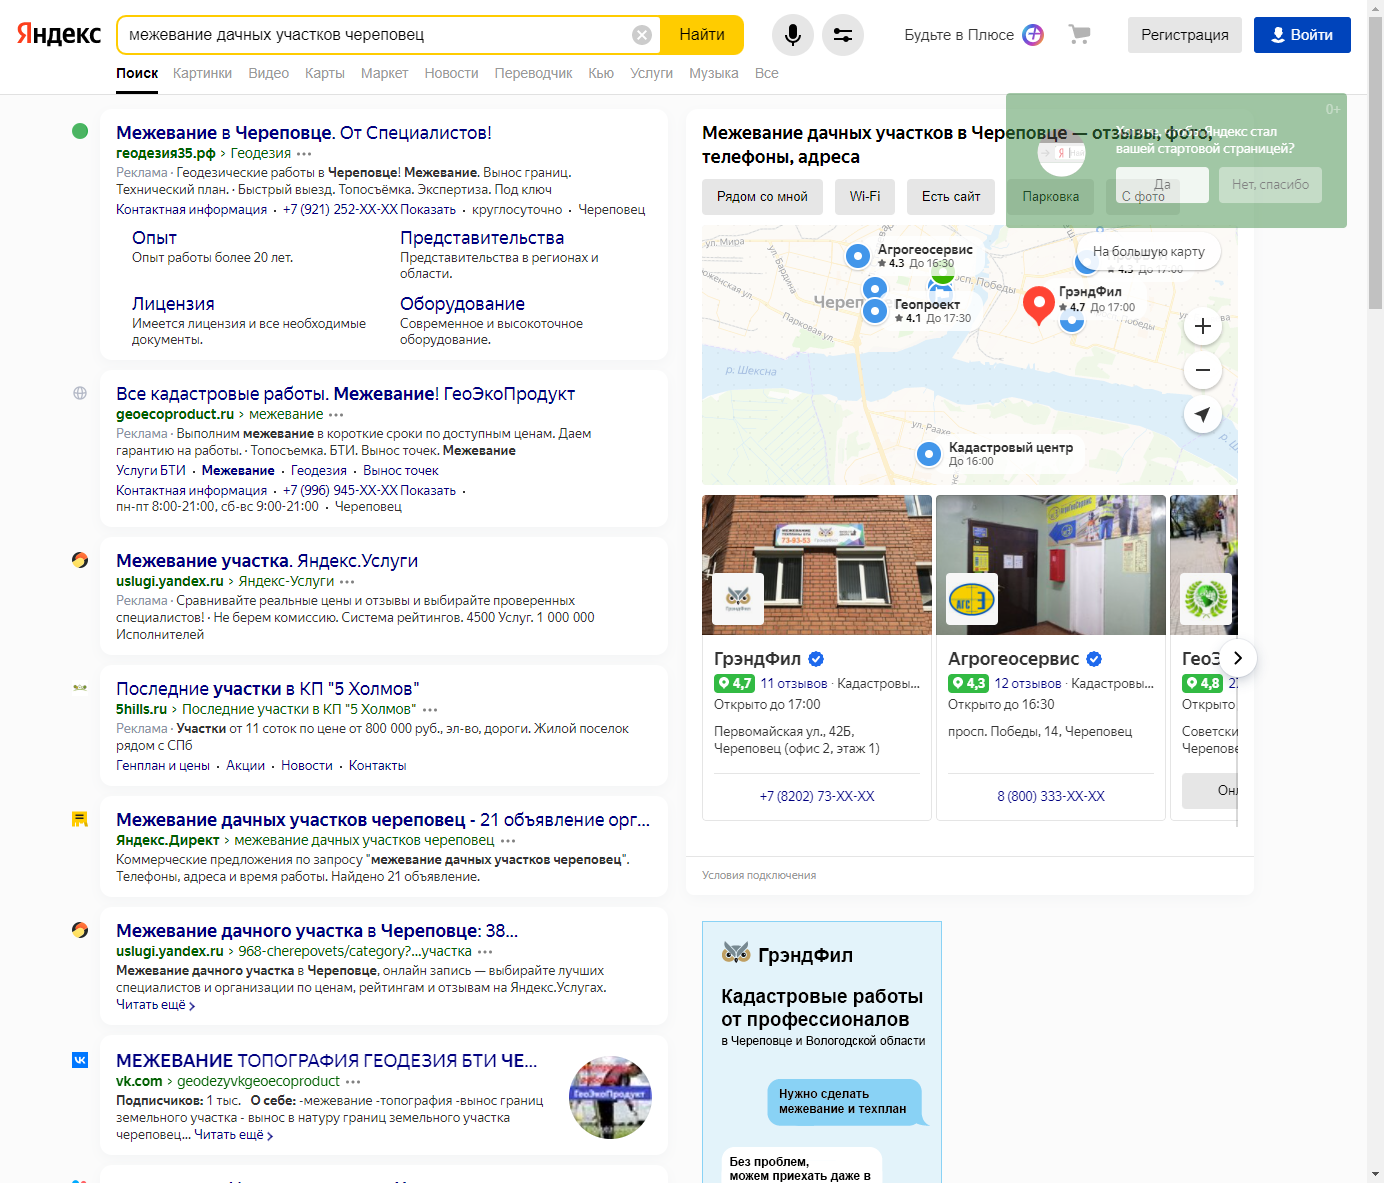 Яндекс
межевание дачных участков череповец
Найти
Будьте в Плюсе
Регистрация
Войти
Поиск Картинки Видео Карты Маркет Новости Переводчик Кью Услуги Музыка Все
Межевание в Череповце. От Специалистов!
геодезия35.рф › Геодезия
Реклама · Геодезические работы в Череповце! Межевание. Вынос границ.
Технический план. · Быстрый выезд. Топосъёмка. Экспертиза. Под ключ
Контактная информация · +7 (921) 252-XX-XX Показать · круглосуточно · Череповец
Опыт
Опыт работы более 20 лет.
Представительства
Представительства в регионах и
области.
Лицензия
Имеется лицензия и все необходимые
документы.
Оборудование
Современное и высокоточное
оборудование.
Все кадастровые работы. Межевание! ГеоЭкоПродукт
geoecoproduct.ru › межевание
Реклама · Выполним межевание в короткие сроки по доступным ценам. Даем
гарантию на работы. · Топосъемка. БТИ. Вынос точек. Межевание
Услуги БТИ · Межевание · Геодезия · Вынос точек
Контактная информация · +7 (996) 945-XX-XX Показать ·
пн-пт 8:00-21:00, сб-вс 9:00-21:00 · Череповец
Межевание участка. Яндекс.Услуги
uslugi.yandex.ru › Яндекс-Услуги
Реклама · Сравнивайте реальные цены и отзывы и выбирайте проверенных
специалистов! · Не берем комиссию. Система рейтингов. 4500 Услуг. 1 000 000
Исполнителей
Последние участки в КП "5 Холмов"
5hills.ru › Последние участки в КП "5 Холмов"
Реклама · Участки от 11 соток по цене от 800 000 руб., эл-во, дороги. Жилой поселок
рядом с СПб
Генплан и цены · Акции · Новости · Контакты
Межевание дачных участков череповец - 21 объявление орг...
Яндекс.Директ › межевание дачных участков череповец
Коммерческие предложения по запросу "межевание дачных участков череповец".
Телефоны, адреса и время работы. Найдено 21 объявление.
Межевание дачного участка в Череповце: 38...
uslugi.yandex.ru › 968-cherepovets/category?...участка
Межевание дачного участка в Череповце, онлайн запись — выбирайте лучших
специалистов и организации по ценам, рейтингам и отзывам на Яндекс.Услугах.
Читать ещё ›
МЕЖЕВАНИЕ ТОПОГРАФИЯ ГЕОДЕЗИЯ БТИ ЧЕ...
vk.com › geodezyvkgeoecoproduct
Подписчиков: 1 тыс. О себе: -межевание -топография -вынос границ
земельного участка - вынос в натуру границ земельного участка
череповец... Читать ещё ›
ГеоЭкоПродукт
Межевание дачных участков в Череповце — отзывы, фото,
телефоны, адреса
0+
Яндекс стал
вашей стартовой страницей?
Да
Нет, спасибо
Рядом со мной
Wi-Fi
Есть сайт
Парковка
С фото
ул. Мира
ул. Бардина
Парковая ул.
р. Шексна
Агрогеосервис
4.3 До 16:30
На большую карту
Геопроект
4.1 До 17:30
ГрэндФил
4.7 До 17:00
Кадастровый центр
До 16:00
73-93-53
АГС
ГрэндФил
4,7 11 отзывов · Кадастровы...
Открыто до 17:00
Первомайская ул., 42Б,
Череповец (офис 2, этаж 1)
+7 (8202) 73-XX-XX
Агрогеосервис
4,3 12 отзывов · Кадастровы...
Открыто до 16:30
просп. Победы, 14, Череповец
8 (800) 333-XX-XX
4,8
Открыто
Условия подключения
ГрэндФил
Кадастровые работы
от профессионалов
в Череповце и Вологодской области
Нужно сделать
межевание и техплан
Без проблем,
можем приехать даже в